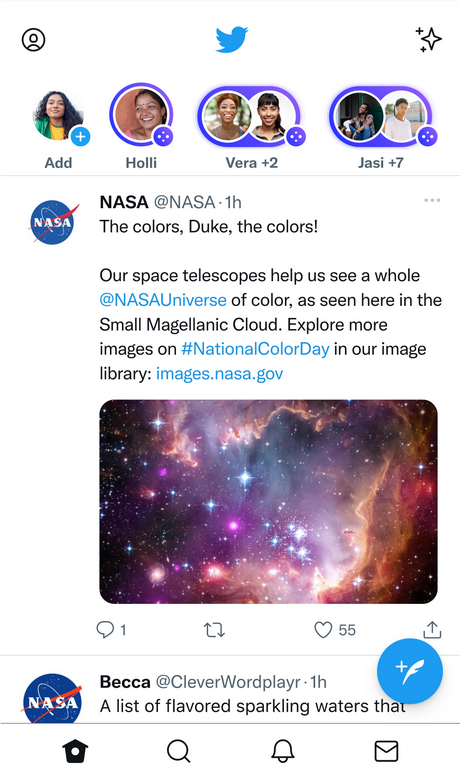 Add
Holli
Vera +2
Jasi +7
NASA @NASA · 1h
The colors, Duke, the colors!
Our space telescopes help us see a whole
@NASAUniverse of color, as seen here in the
Small Magellanic Cloud. Explore more
images on #NationalColorDay in our image
library: images.nasa.gov
NASA
1
55
Becca @CleverWordplayr · 1h
A list of flavored sparkling waters that
NASA